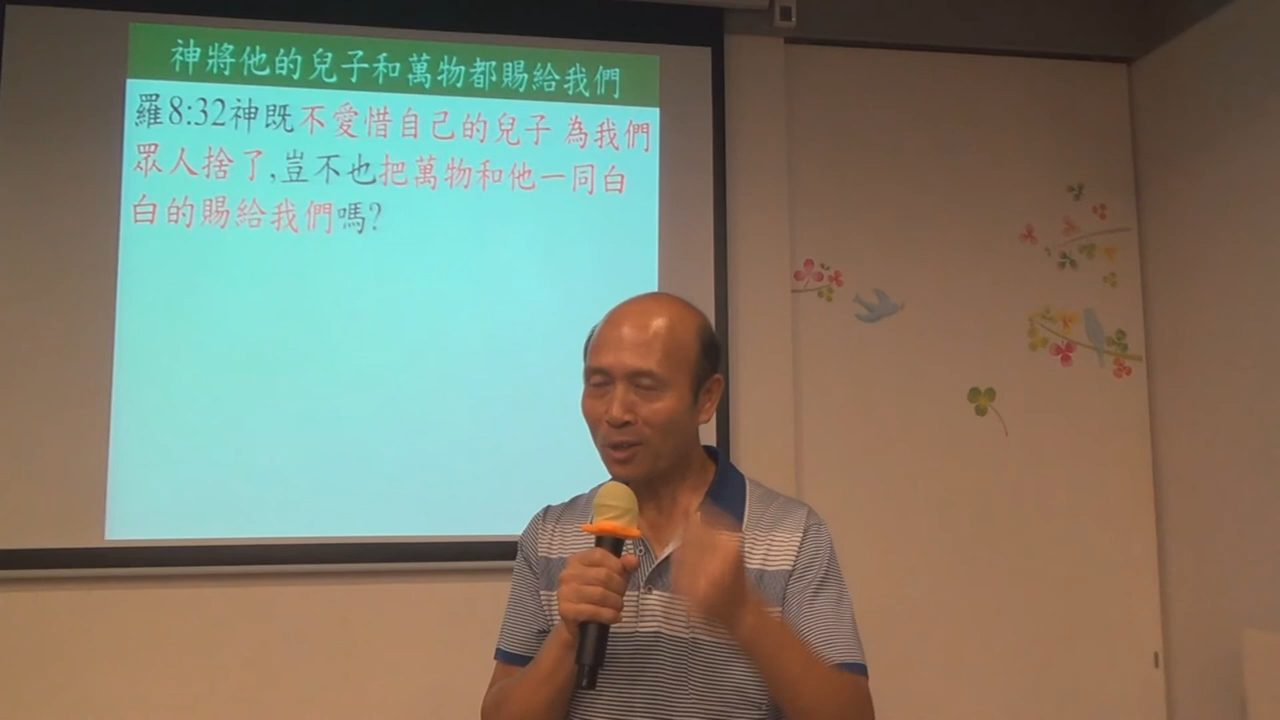 神將他的兒子和萬物都賜給我們
羅8:32神既不愛惜自己的兒子 為我們
眾人捨了,豈不也把萬物和他一同白
白的賜給我們嗎?